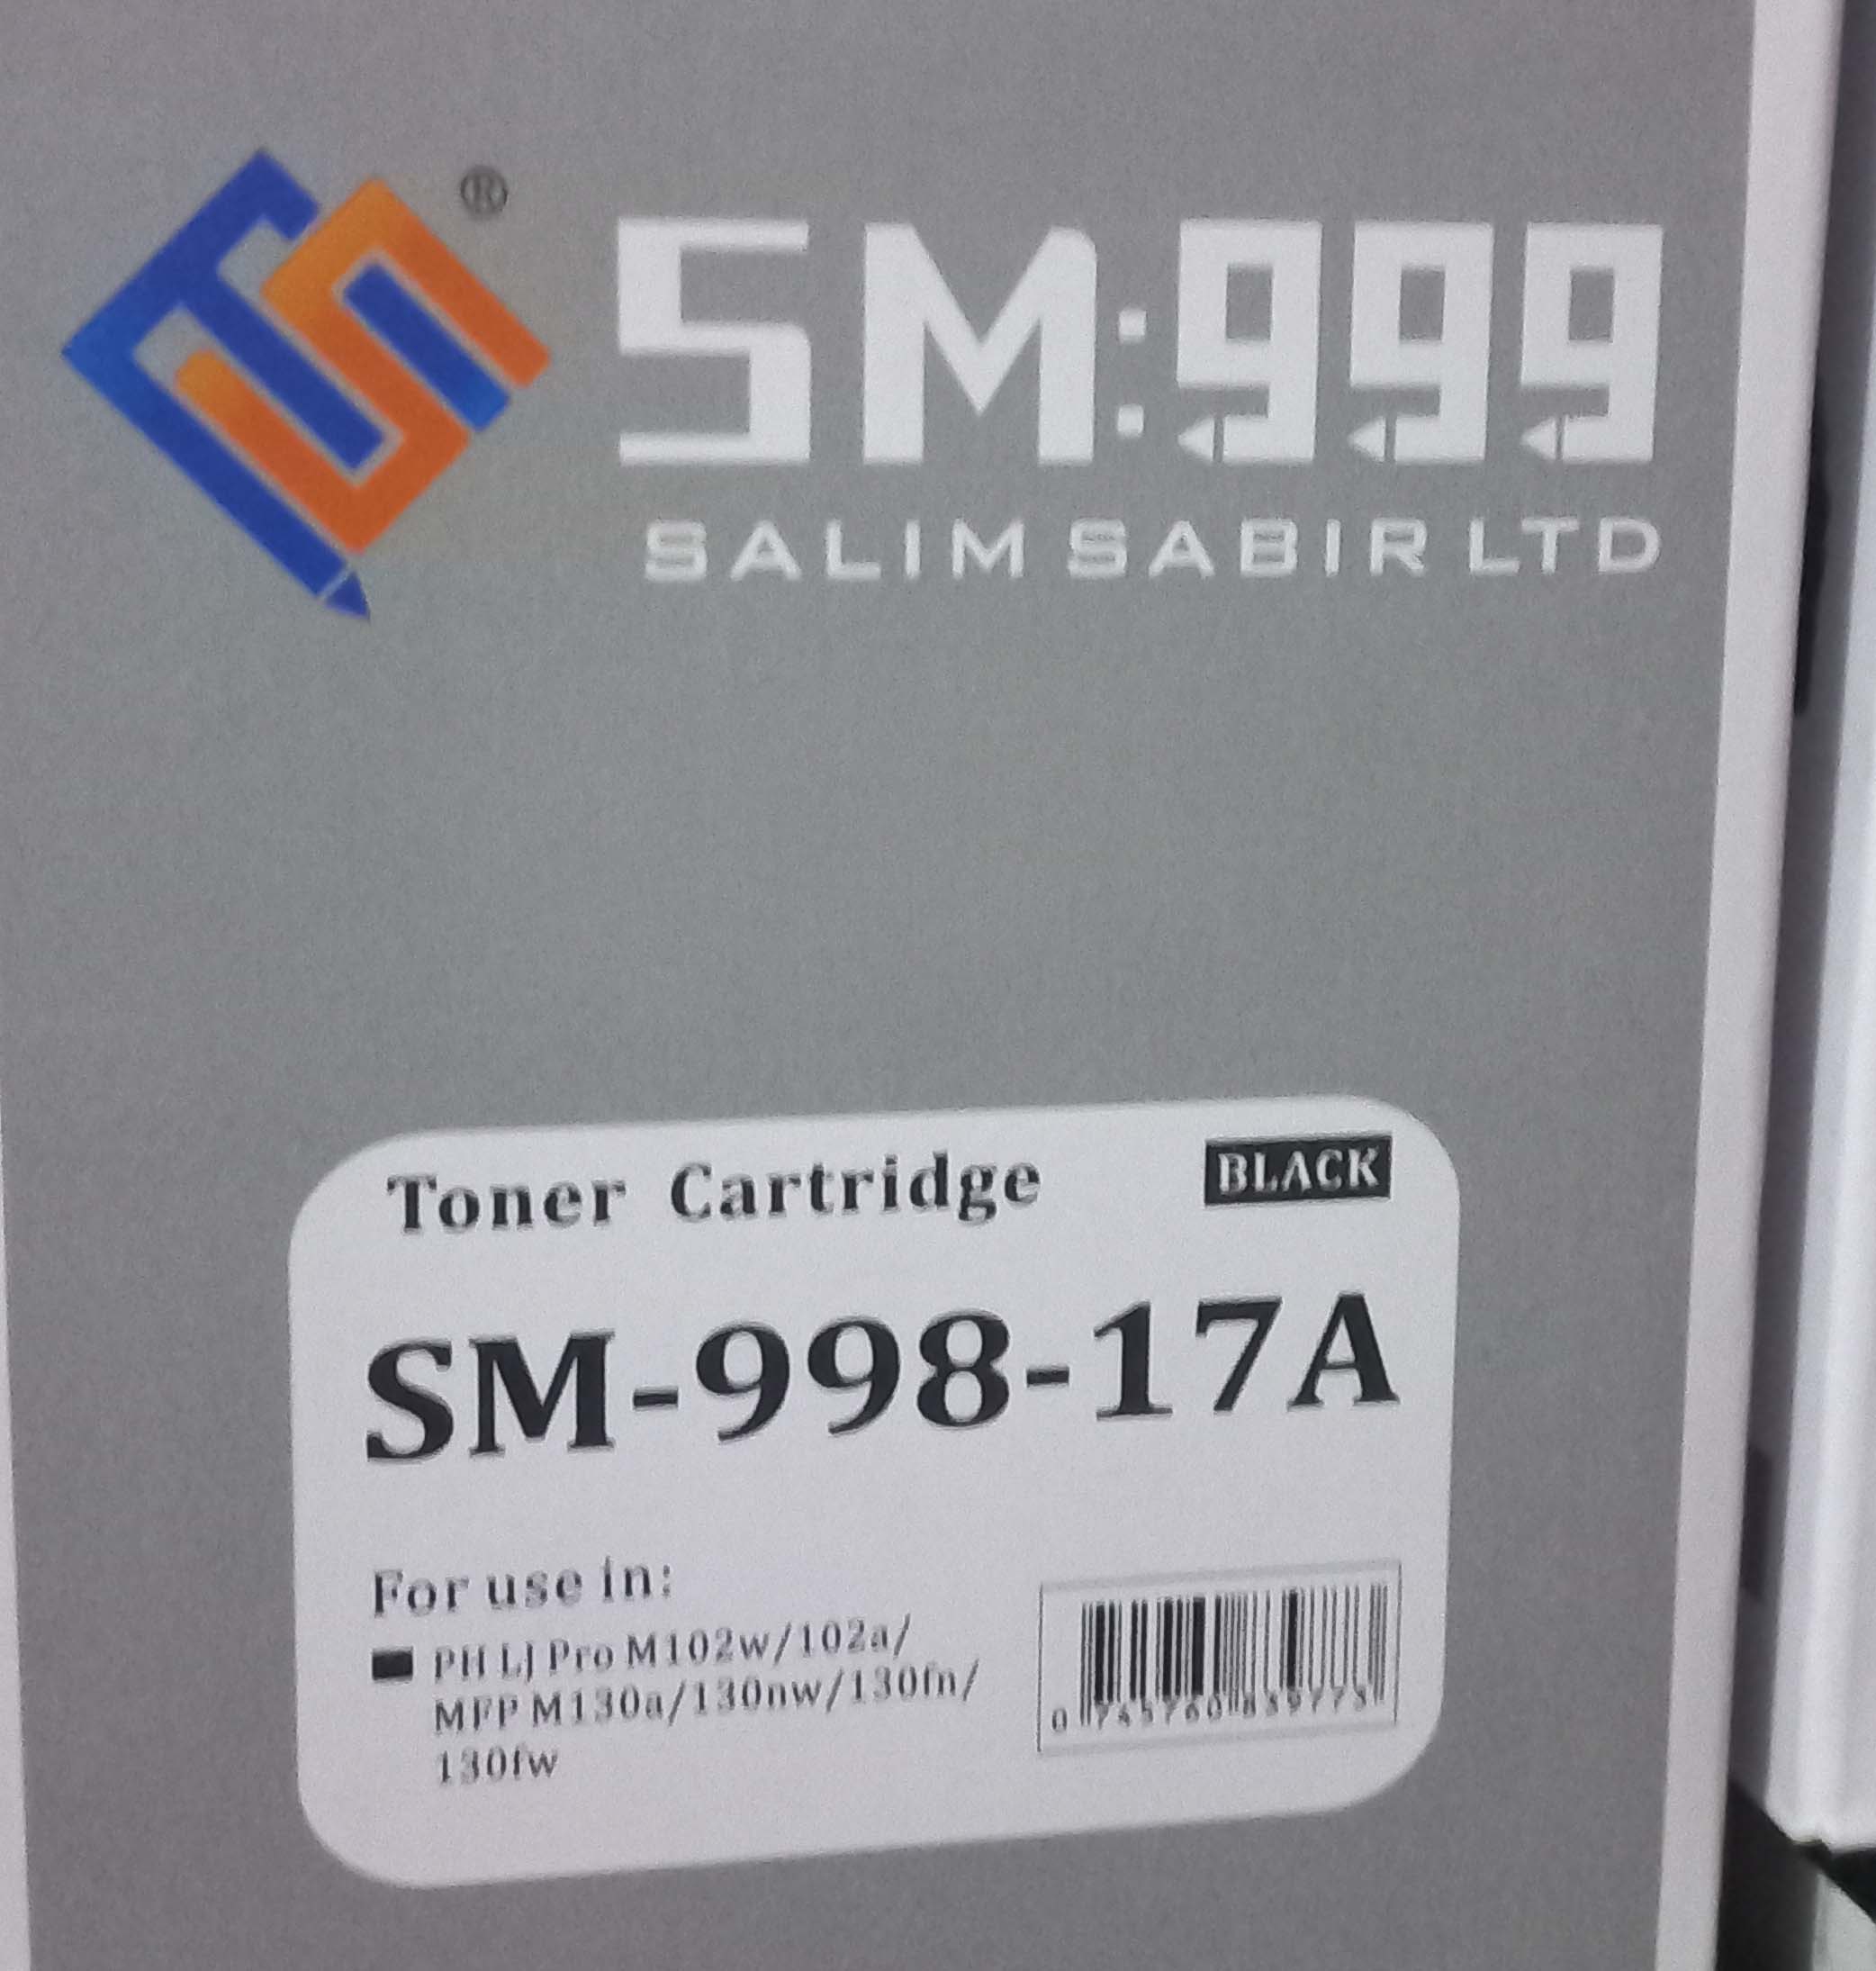 ®
SM:999
SALIM SABIR LTD
Toner Cartridge
BLACK
SM-998-17A
For use in:
PH LJ Pro M102w/102a/
MFP M130a/130nw/130fn/
130fw